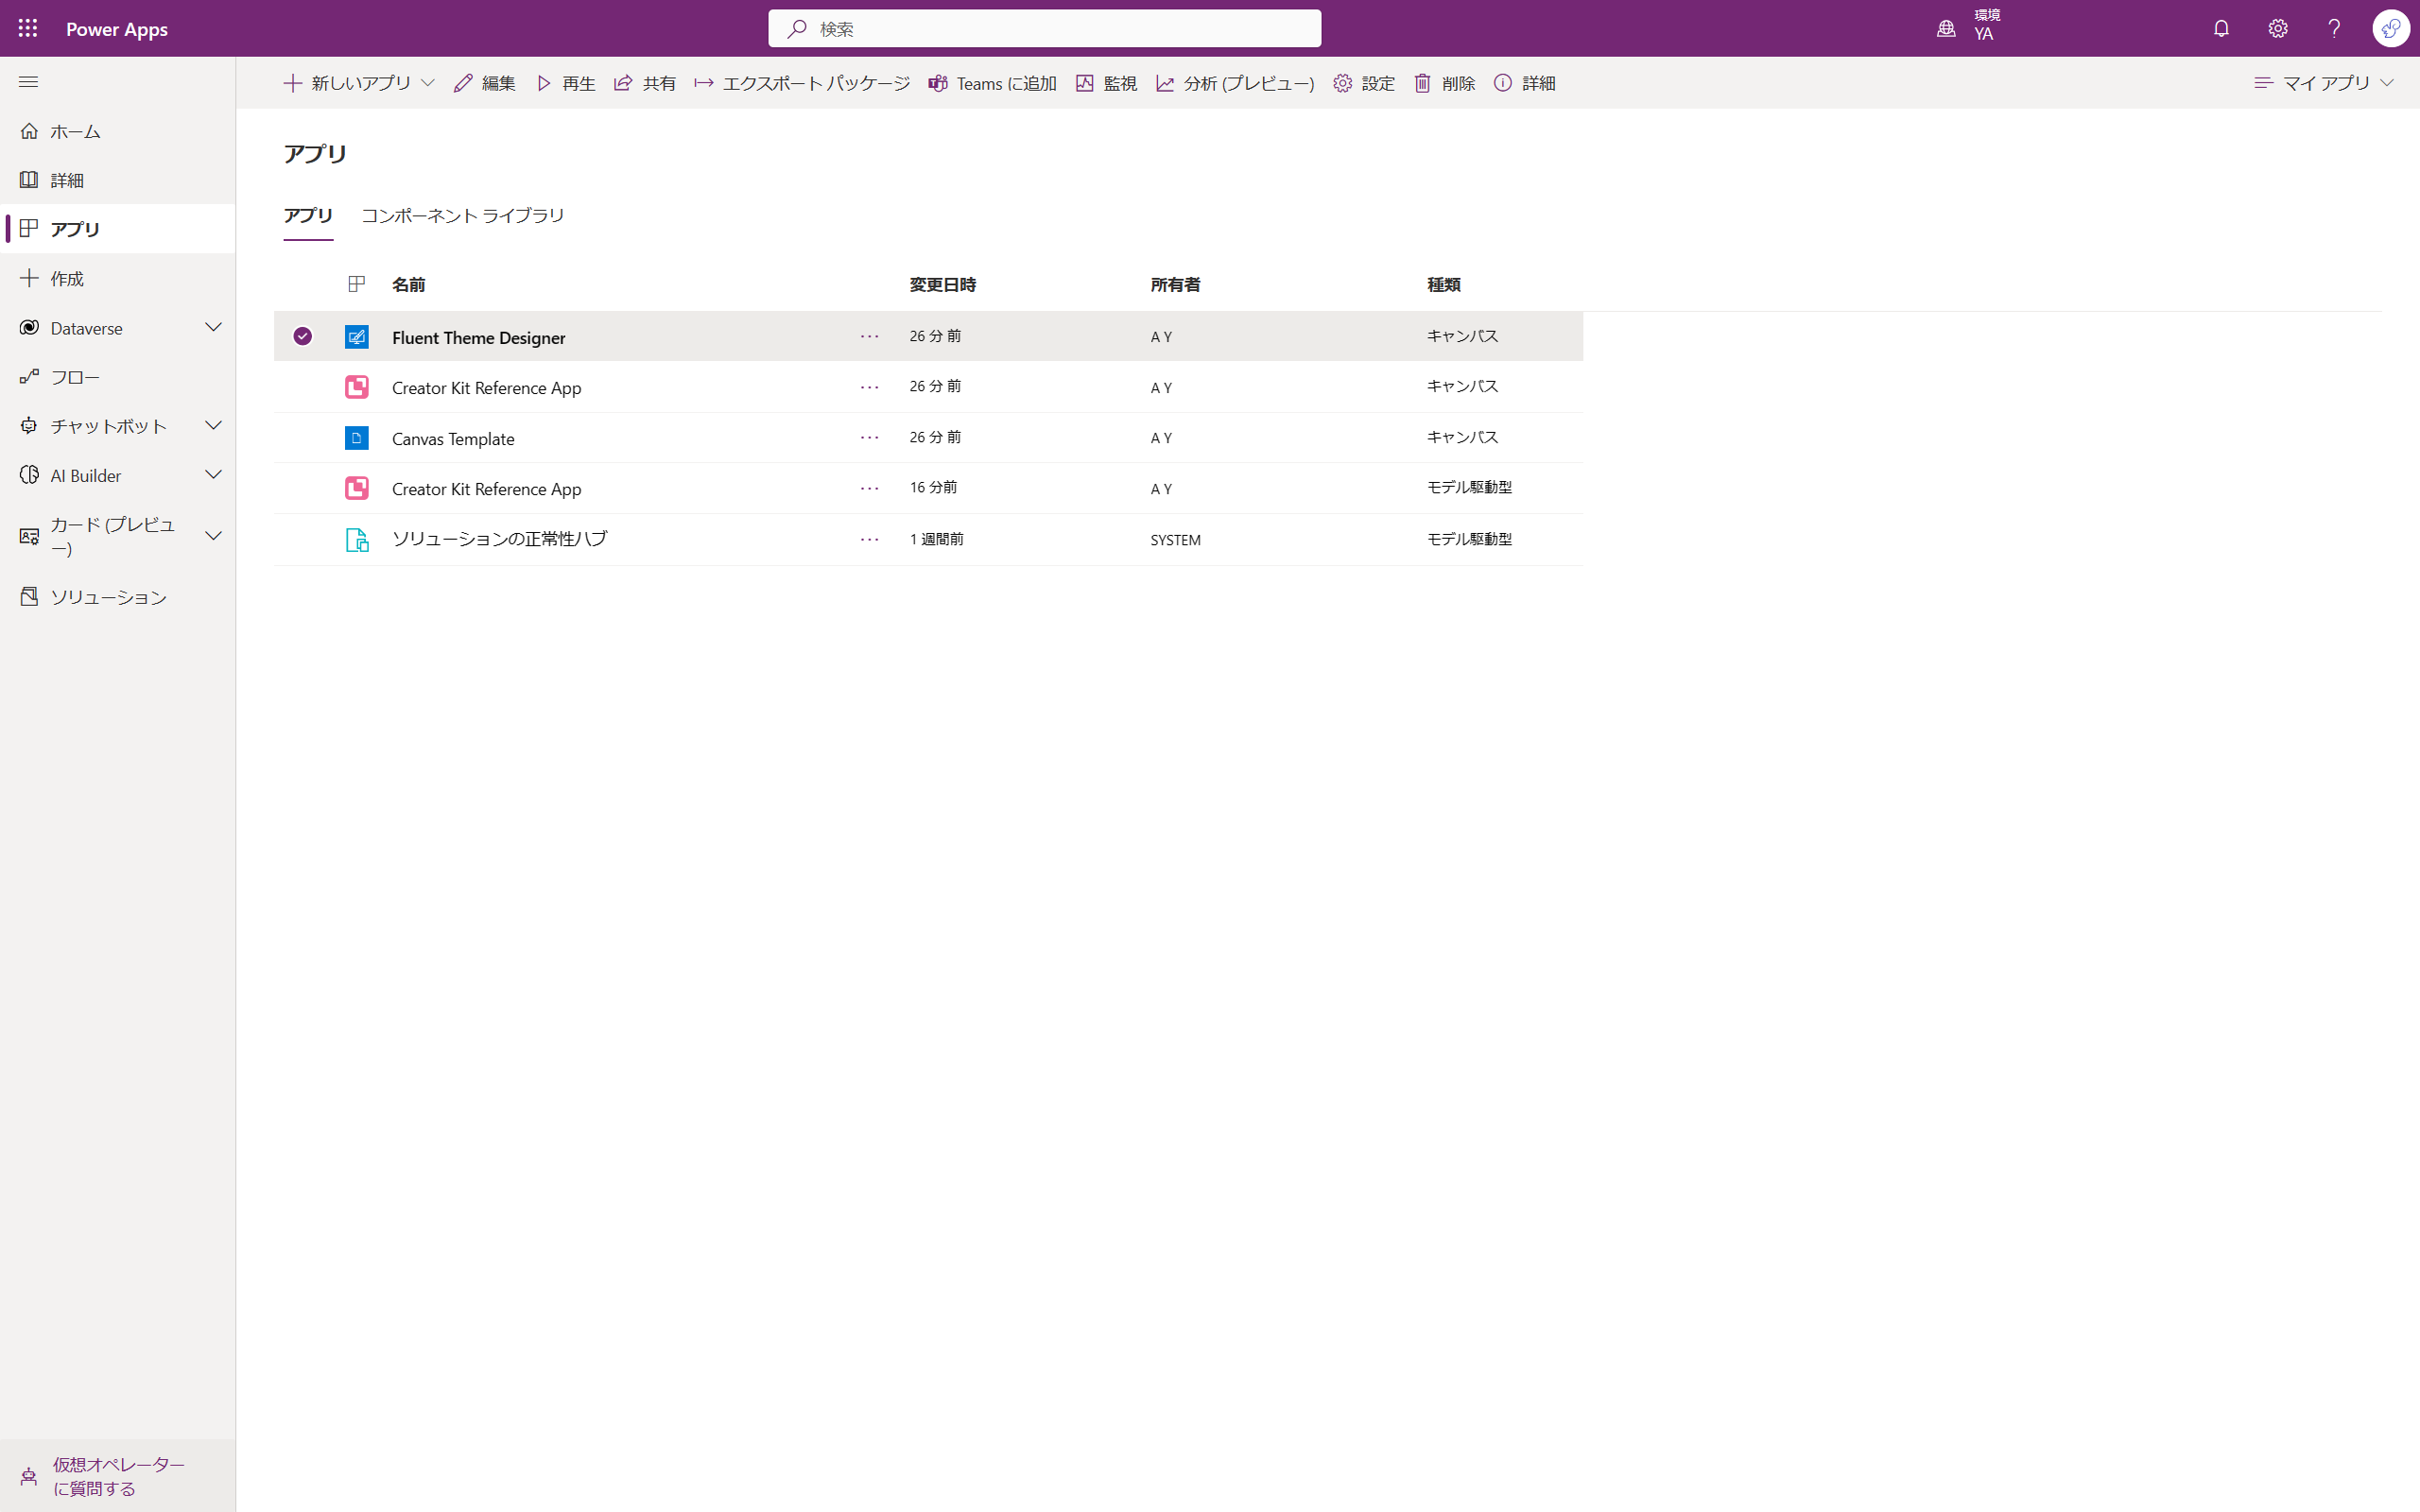 Power Apps
検索
環境
YA
新しいアプリ 編集 再生 共有 エクスポート パッケージ Teams に追加 監視 分析 (プレビュー) 設定 削除 詳細 マイ アプリ
ホーム
詳細
アプリ
作成
Dataverse
フロー
チャットボット
AI Builder
カード (プレビュ
ー)
ソリューション
仮想オペレーター
に質問する
アプリ
アプリ コンポーネント ライブラリ
名前 変更日時 所有者 種類
Fluent Theme Designer ··· 26 分 前 A Y キャンバス
Creator Kit Reference App ··· 26 分 前 A Y キャンバス
Canvas Template ··· 26 分 前 A Y キャンバス
Creator Kit Reference App ··· 16 分前 A Y モデル駆動型
ソリューションの正常性ハブ ··· 1 週間前 SYSTEM モデル駆動型